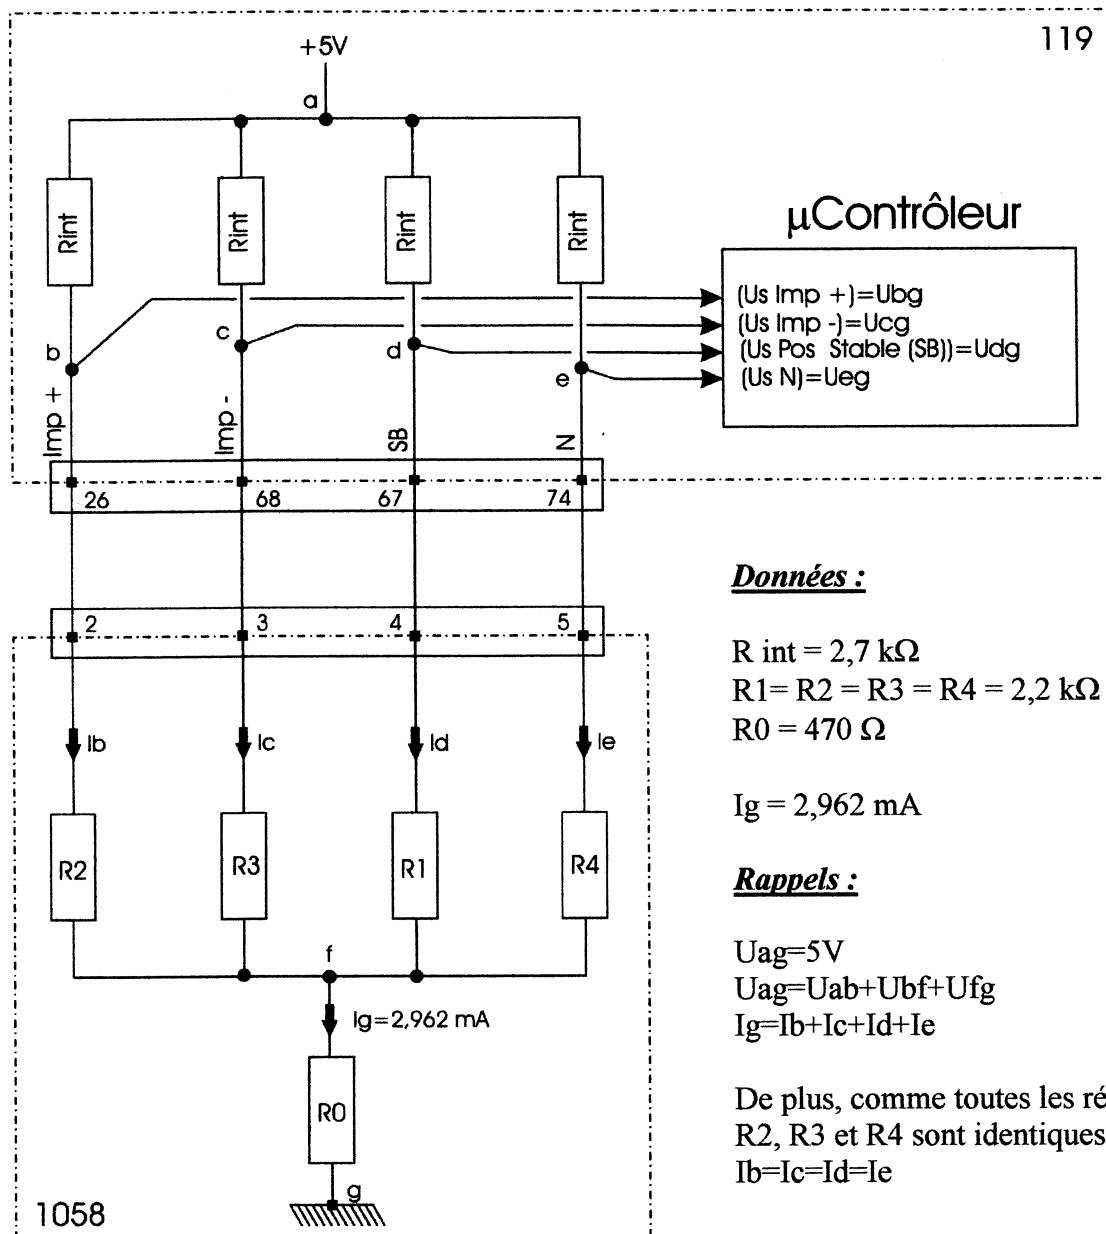 119
+5V
a
Rint
Rint
Rint
Rint
µContrôleur
(Us Imp +)=Ubg
(Us Imp -)=Ucg
(Us Pos Stable (SB))=Udg
(Us N)=Ueg
b
c
d
e
Imp +
Imp -
SB
N
26
68
67
74
2
3
4
5
Ib
Ic
Id
Ie
R2
R3
R1
R4
f
Ig=2,962 mA
R0
g
1058
Données :
R int = 2,7 kΩ
R1= R2 = R3 = R4 = 2,2 kΩ
R0 = 470 Ω
Ig = 2,962 mA
Rappels :
Uag=5V
Uag=Uab+Ubf+Ufg
Ig=Ib+Ic+Id+Ie
De plus, comme toutes les ré
R2, R3 et R4 sont identiques
Ib=Ic=Id=Ie